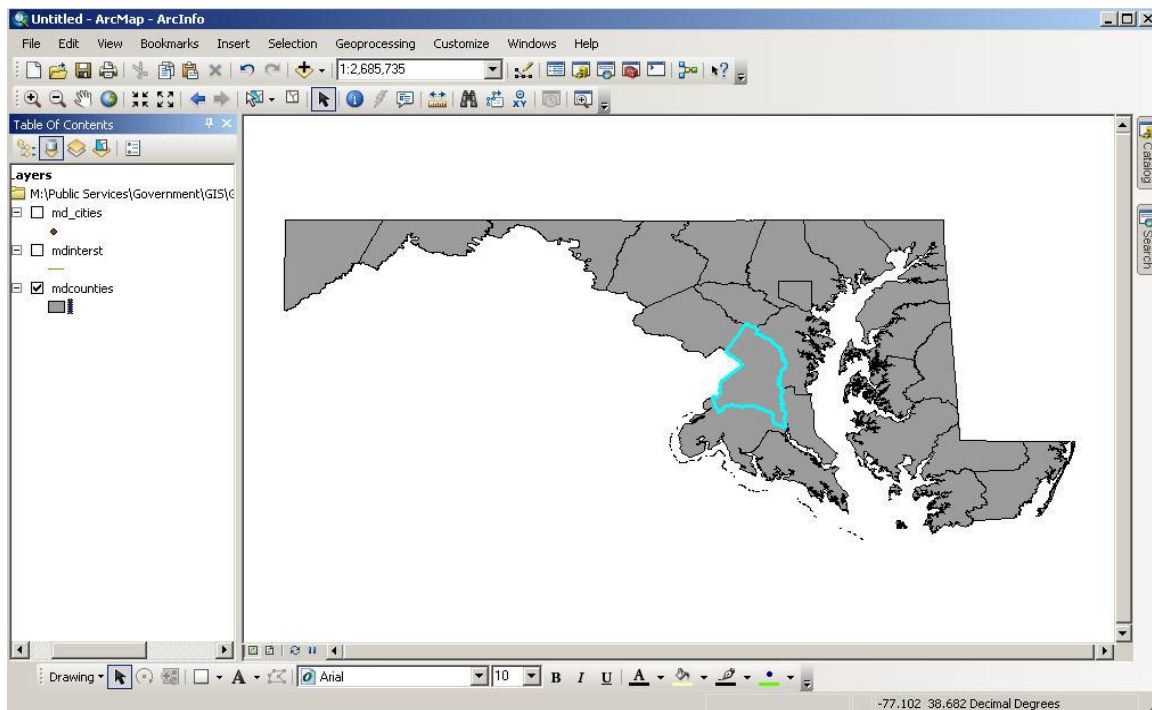 Untitled - ArcMap - ArcInfo
File Edit View Bookmarks Insert Selection Geoprocessing Customize Windows Help
1:2,685,735
Table Of Contents
Layers
M:\Public Services\Government\GIS\G
md_cities
mdinterst
mdcounties
Catalog
Search
Drawing Arial 10 B I U A
-77.102 38.682 Decimal Degrees